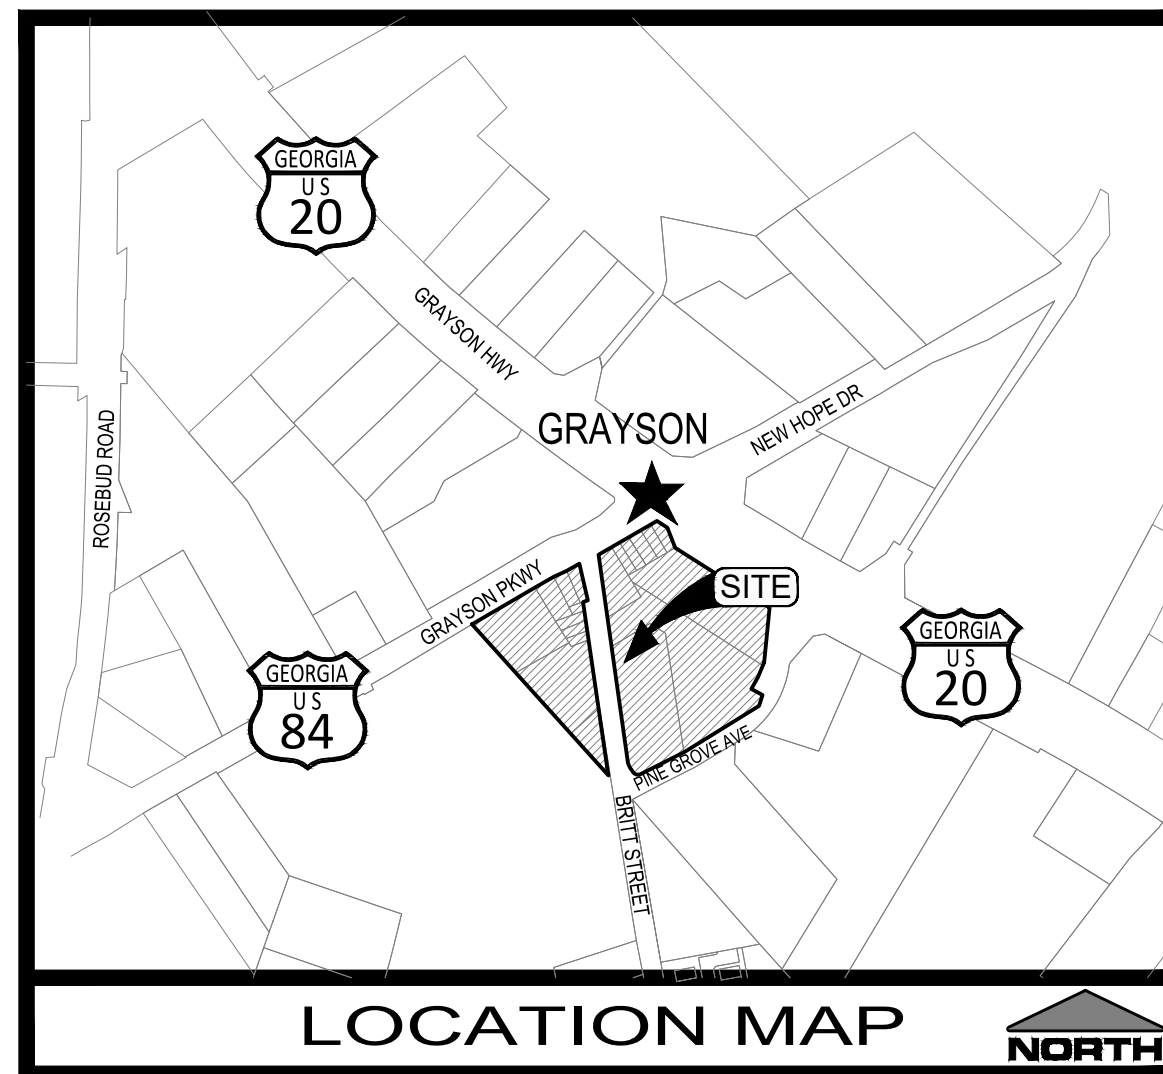 GEORGIA
US
20
GRAYSON HWY
GRAYSON
NEW HOPE DR
ROSEBUD ROAD
GRAYSON PKWY
SITE
GEORGIA
US
20
GEORGIA
US
84
PINE GROVE AVE
BRITT STREET
LOCATION MAP
NORTH